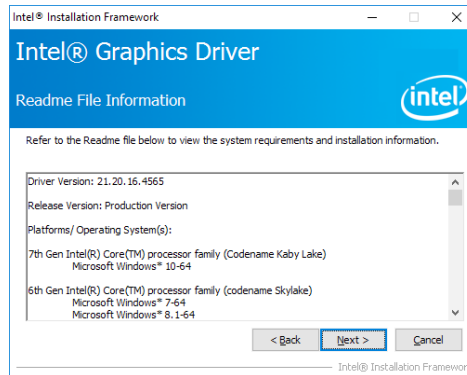 Intel® Installation Framework
Intel® Graphics Driver
Readme File Information
intel
Refer to the Readme file below to view the system requirements and installation information.
Driver Version: 21.20.16.4565
Release Version: Production Version
Platforms/ Operating System(s):
7th Gen Intel(R) Core(TM) processor family (Codename Kaby Lake)
Microsoft Windows* 10-64
6th Gen Intel(R) Core(TM) processor family (codename Skylake)
Microsoft Windows* 7-64
Microsoft Windows* 8.1-64
< Back Next > Cancel
Intel® Installation Framewor